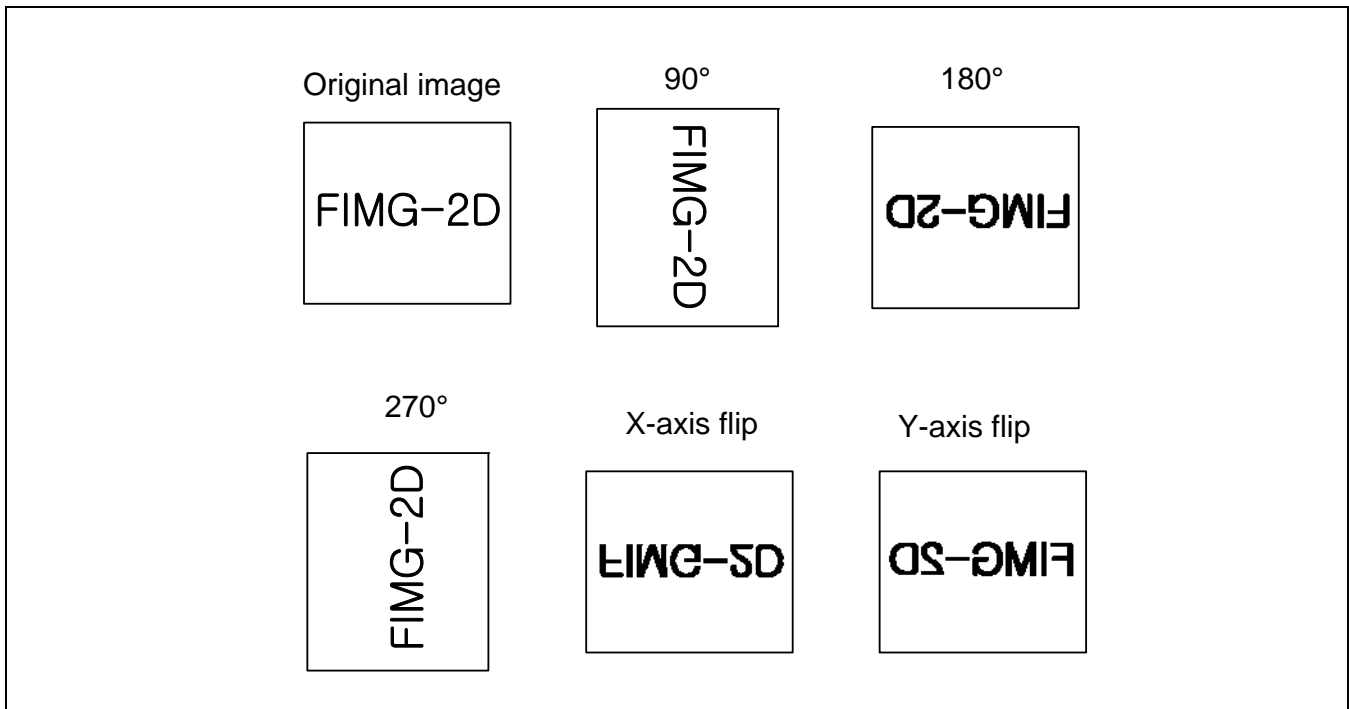 Original image
90°
180°
FIMG-2D
FIMG-2D
FIMG-2D
270°
X-axis flip
Y-axis flip
FIMG-2D
FIMG-2D
FIMG-2D